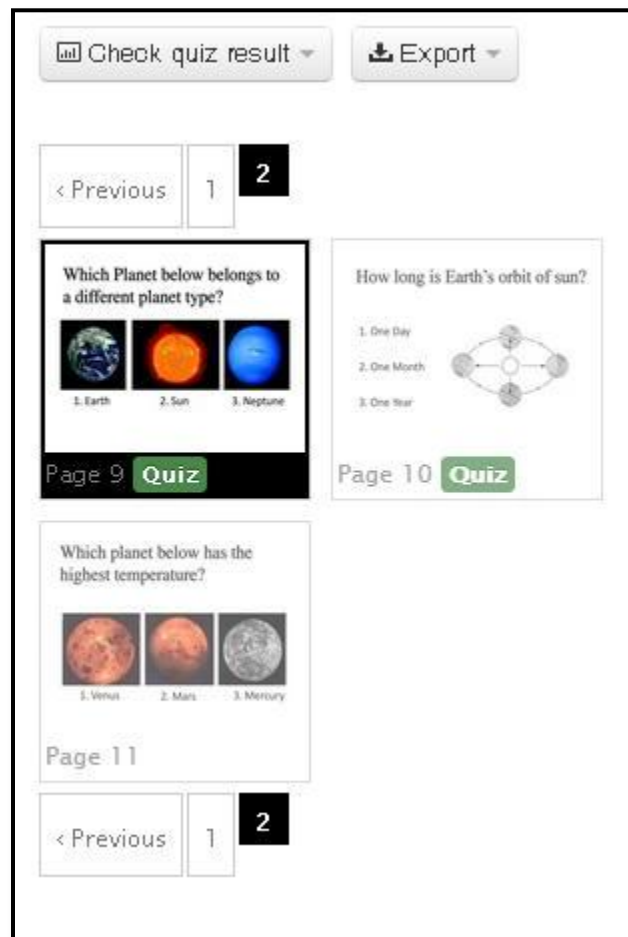 Check quiz result
Export
‹ Previous 1 2
Which Planet below belongs to
a different planet type?
1. Earth 2. Sun 3. Neptune
Page 9 Quiz
How long is Earth's orbit of sun?
1. One Day
2. One Month
3. One Year
Page 10 Quiz
Which planet below has the
highest temperature?
1. Venus 2. Mars 3. Mercury
Page 11
‹ Previous 1 2